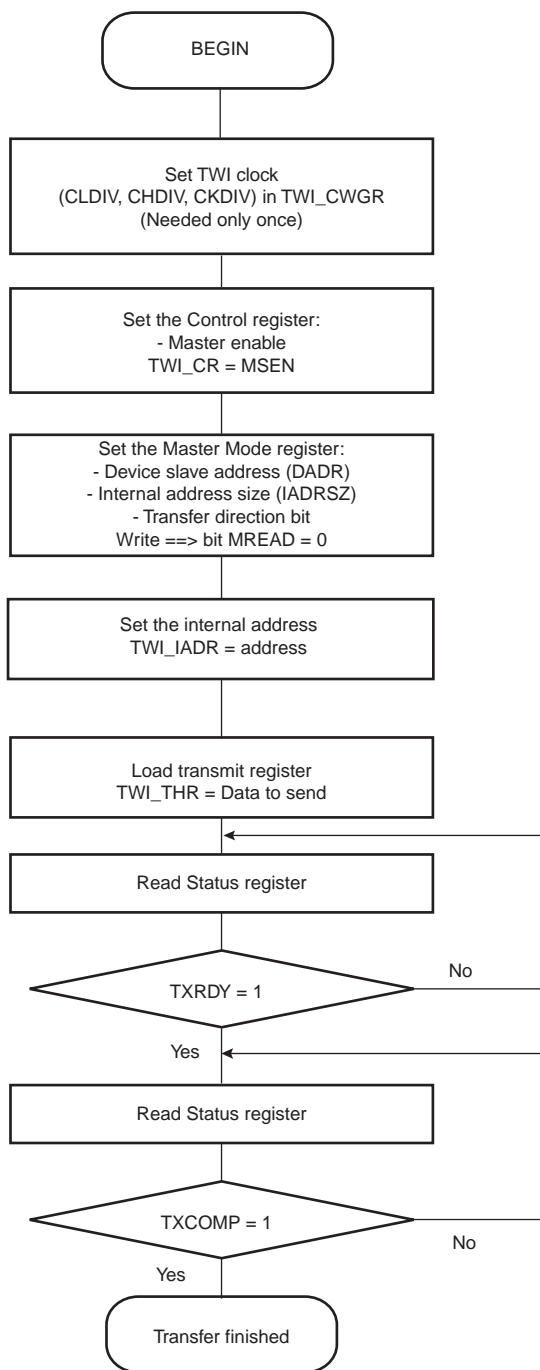 BEGIN
Set TWI clock
(CLDIV, CHDIV, CKDIV) in TWI_CWGR
(Needed only once)
Set the Control register:
- Master enable
TWI_CR = MSEN
Set the Master Mode register:
- Device slave address (DADR)
- Internal address size (IADRSZ)
- Transfer direction bit
Write ==> bit MREAD = 0
Set the internal address
TWI_IADR = address
Load transmit register
TWI_THR = Data to send
Read Status register
No
TXRDY = 1
Yes
Read Status register
TXCOMP = 1
No
Yes
Transfer finished